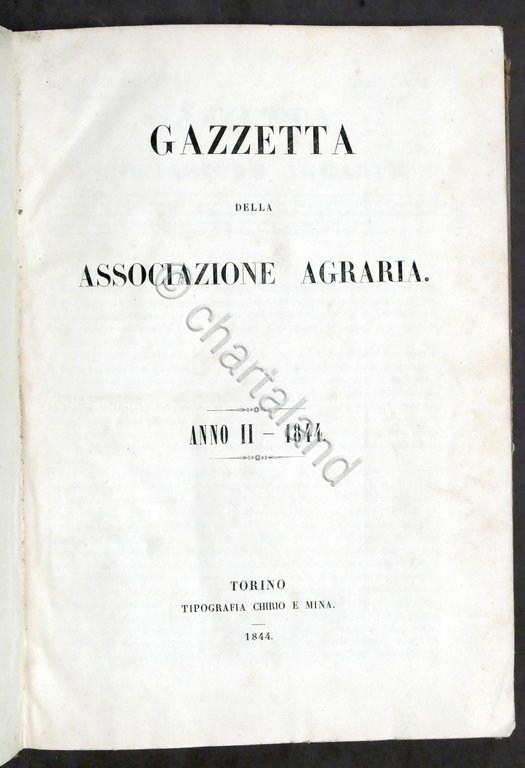 GAZZETTA
DELLA
ASSOCIAZIONE AGRARIA.
© chartaland
ANNO II - 1844.
TORINO
TIPOGRAFIA CHIRIO E MINA.
1844.